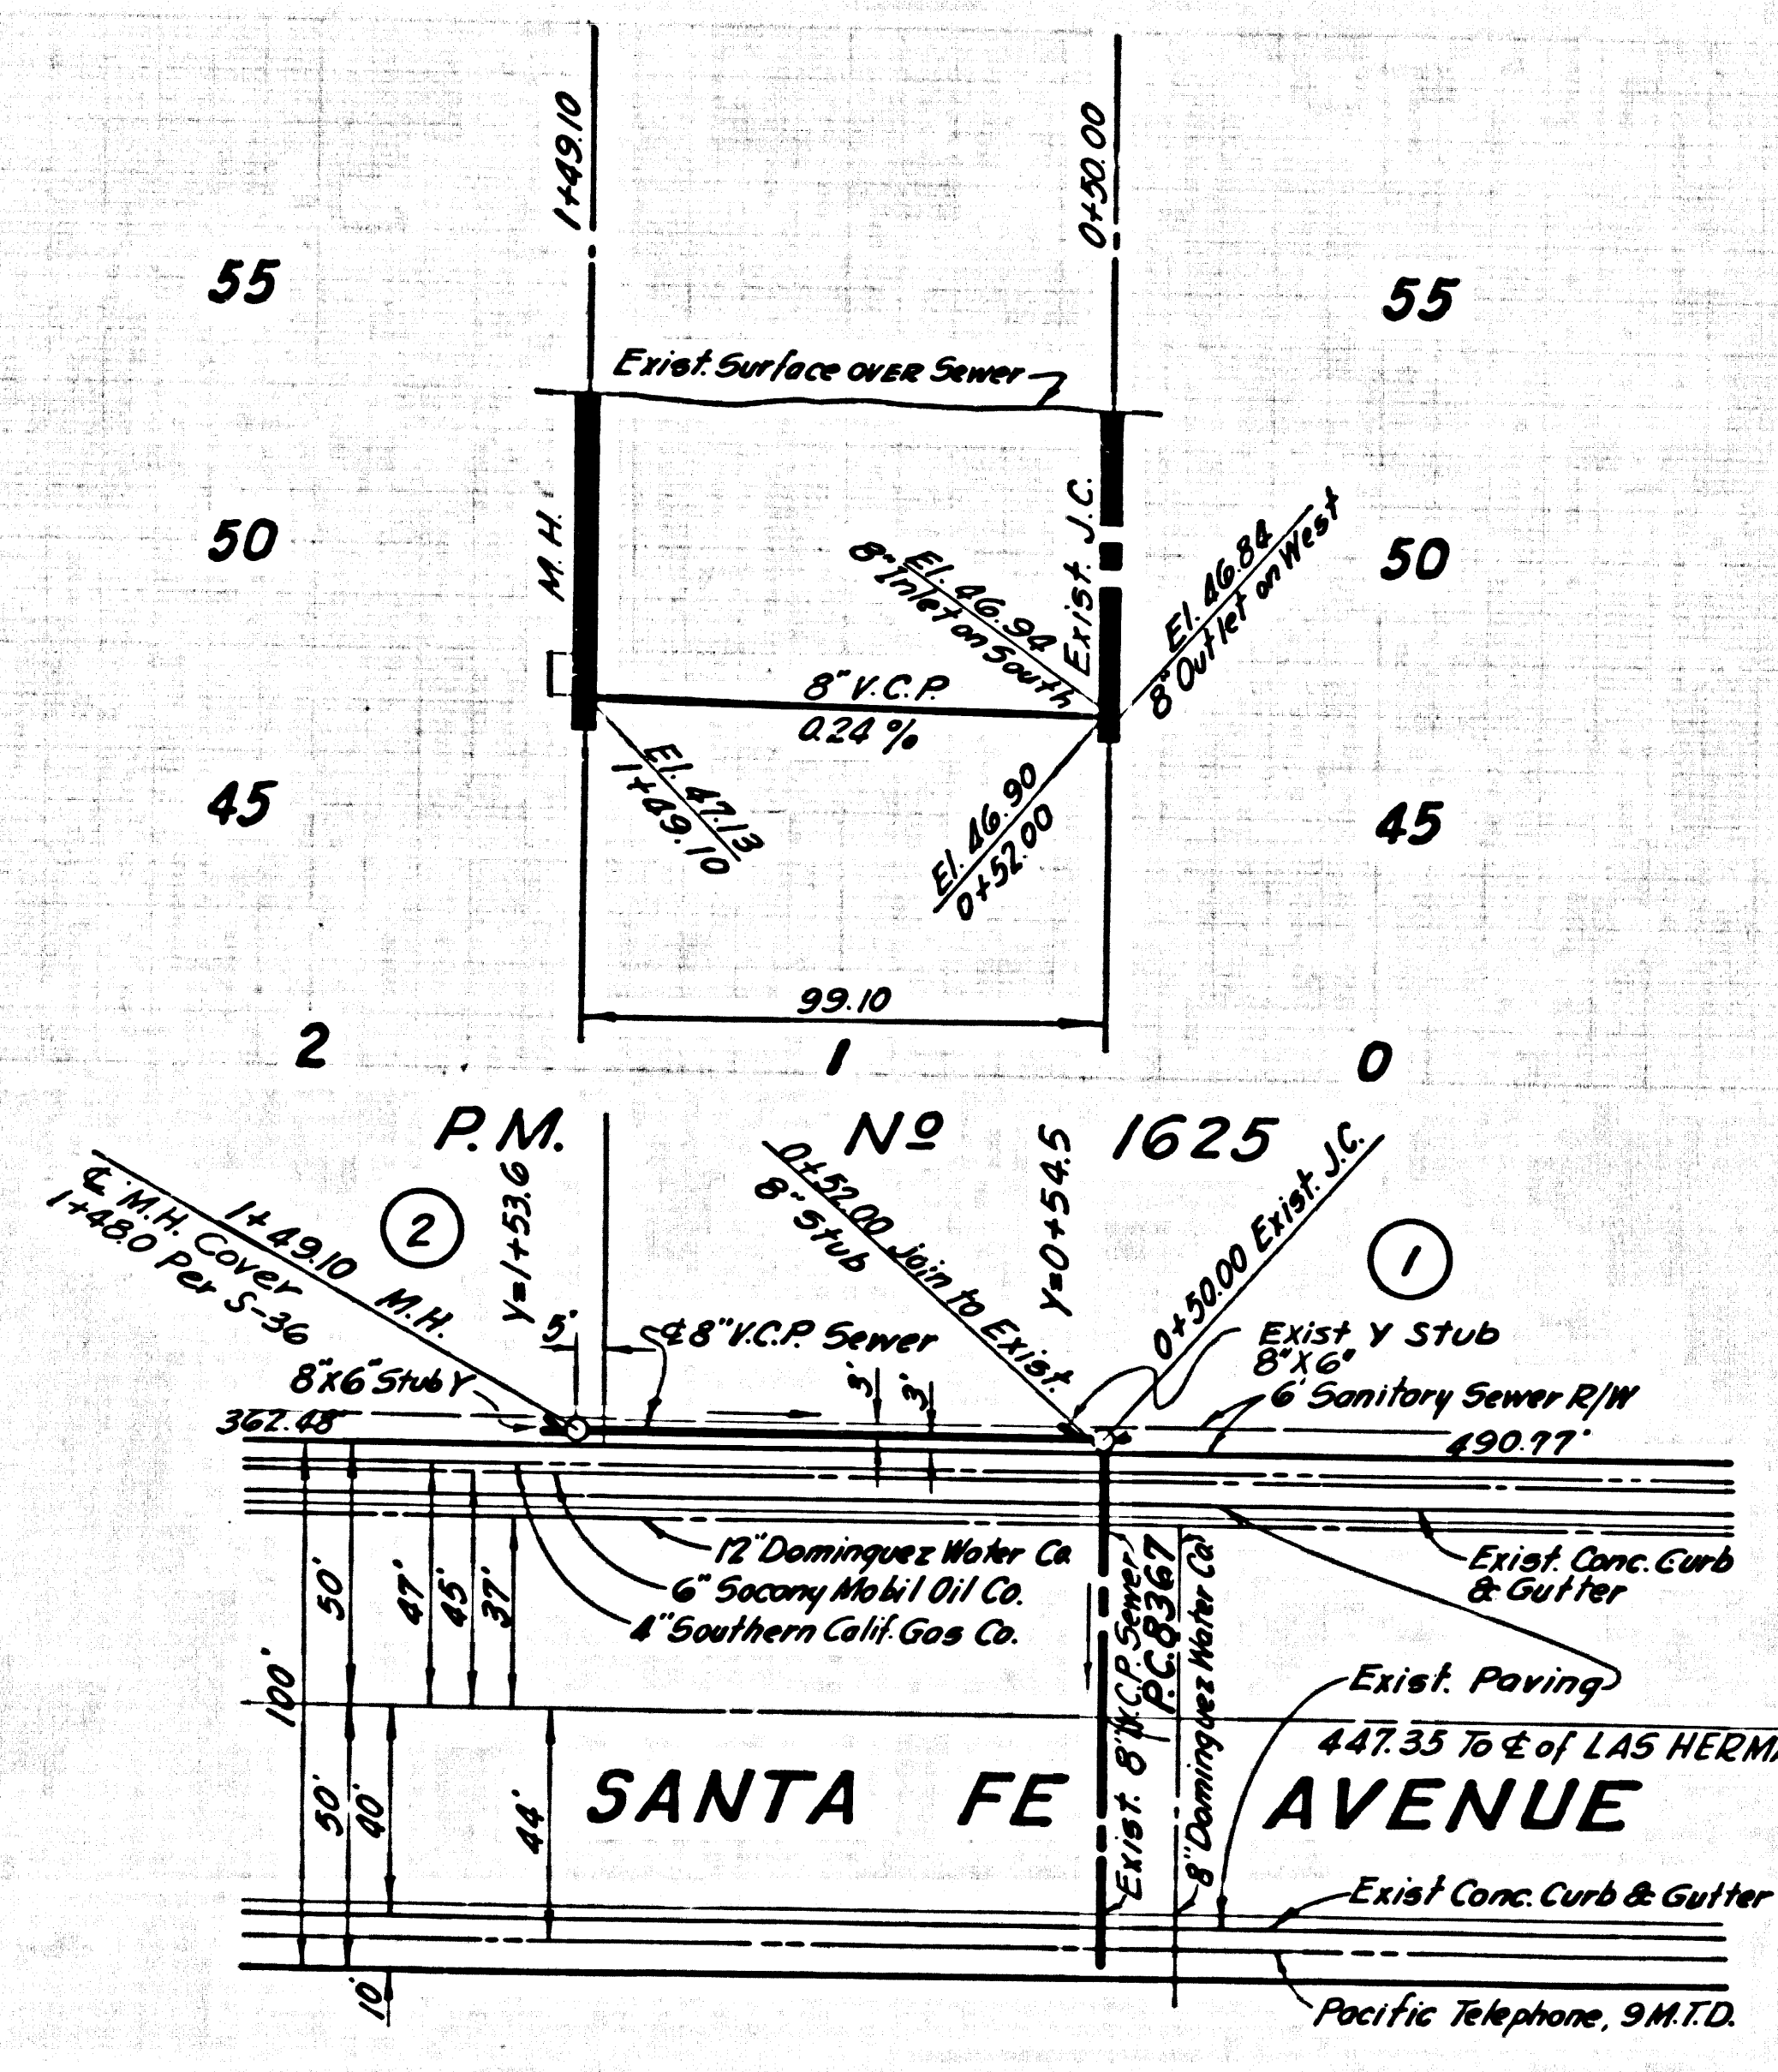 1+49.10
0+50.00
55
55
Exist. Surface OVER Sewer
50
50
M.H.
Exist. J.C.
El. 46.94
8" Inlet on South
El. 46.84
8" Outlet on West
8" V.C.P.
0.24 %
45
45
El. 47.13
1+49.10
El. 46.90
0+52.00
99.10
2
1
0
P.M. Nº 1625
1+49.10 M.H.
℄ M.H. Cover
1+48.0 Per S-36
2
Y=1+53.6
5'
0+52.00 Join to Exist.
8" Stub
Y=0+54.5
0+50.00 Exist. J.C.
1
℄ 8" V.C.P. Sewer
Exist Y Stub
8"X6"
8"x6" Stub Y
3'
3'
6' Sanitary Sewer R/W
362.48'
490.77'
12" Dominguez Water Co
6" Socony Mobil Oil Co.
4" Southern Calif. Gas Co.
Exist. Conc. Curb
& Gutter
50'
47'
45'
37'
100'
Exist. 8" V.C.P. Sewer
P.C. 8367
8" Dominguez Water Co
Exist. Paving
447.35 To ℄ of LAS HERMA
50'
40'
44'
SANTA FE AVENUE
Exist Conc. Curb & Gutter
10'
Pacific Telephone, 9 M.T.D.